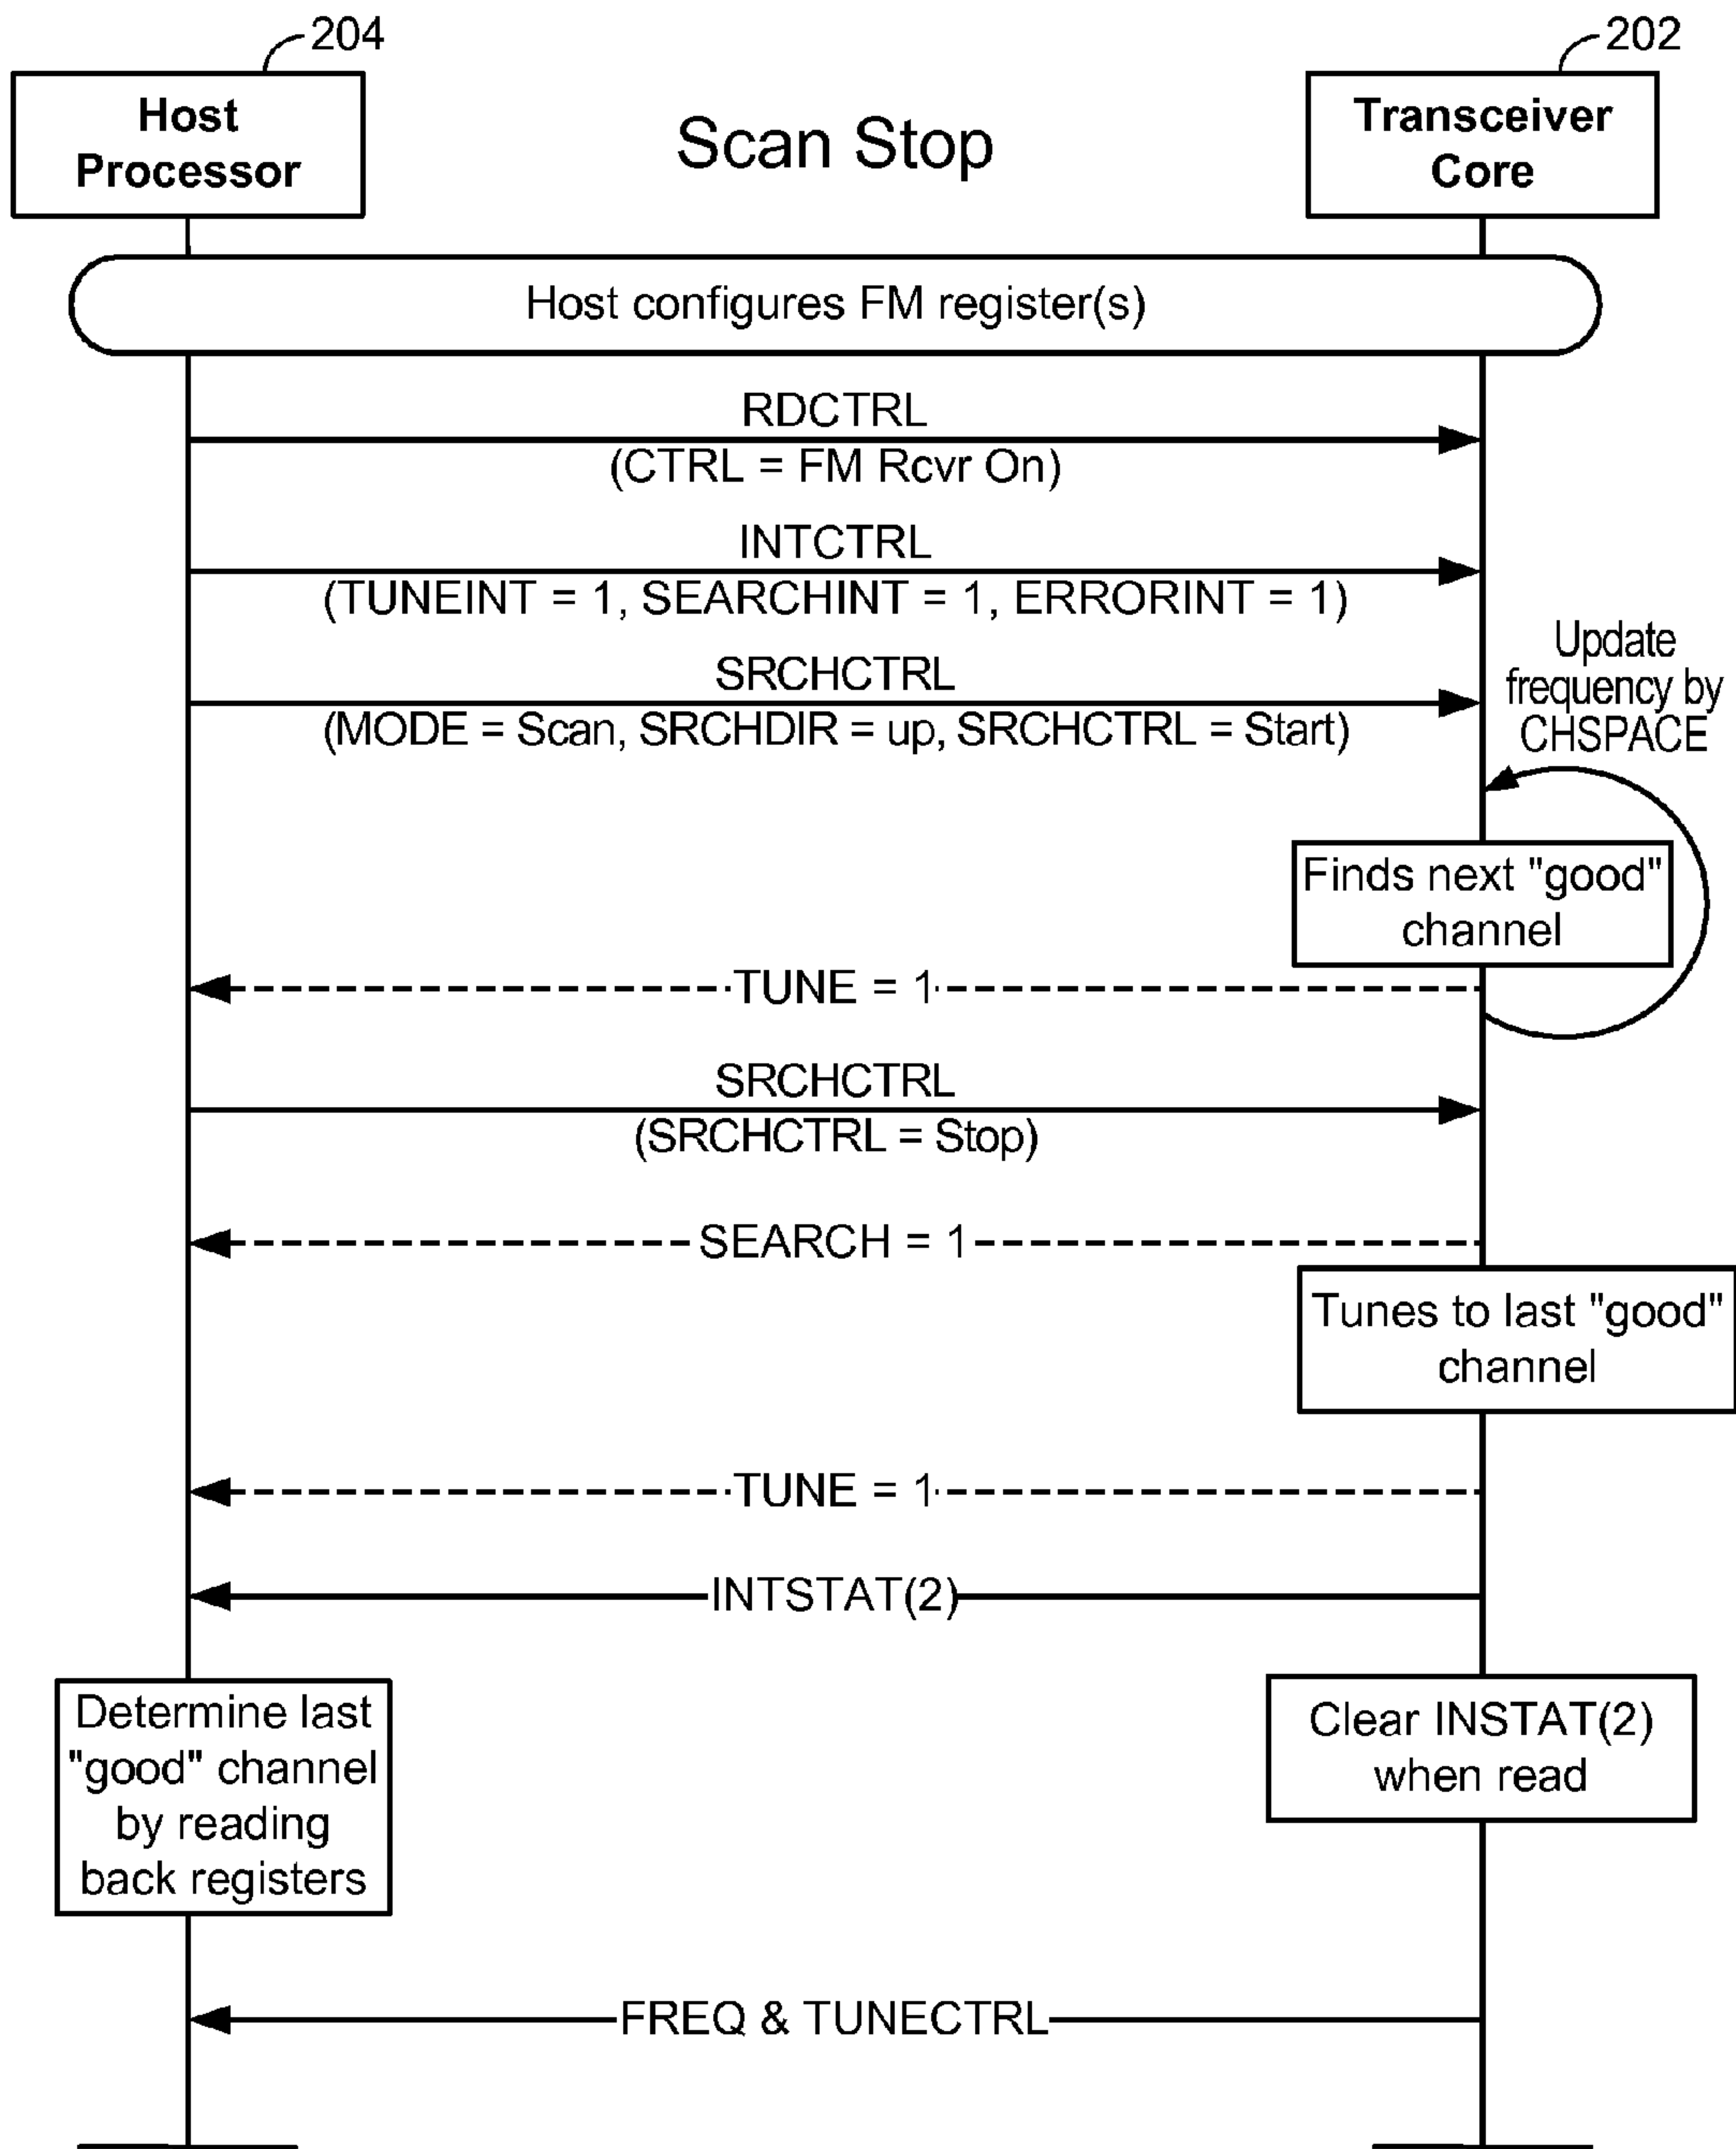 204
202
Host
Processor
Scan Stop
Transceiver
Core
Host configures FM register(s)
RDCTRL
(CTRL = FM Rcvr On)
INTCTRL
(TUNEINT = 1, SEARCHINT = 1, ERRORINT = 1)
SRCHCTRL
(MODE = Scan, SRCHDIR = up, SRCHCTRL = Start)
Update
frequency by
CHSPACE
Finds next "good"
channel
TUNE = 1
SRCHCTRL
(SRCHCTRL = Stop)
SEARCH = 1
Tunes to last "good"
channel
TUNE = 1
INTSTAT(2)
Determine last
"good" channel
by reading
back registers
Clear INSTAT(2)
when read
FREQ & TUNECTRL